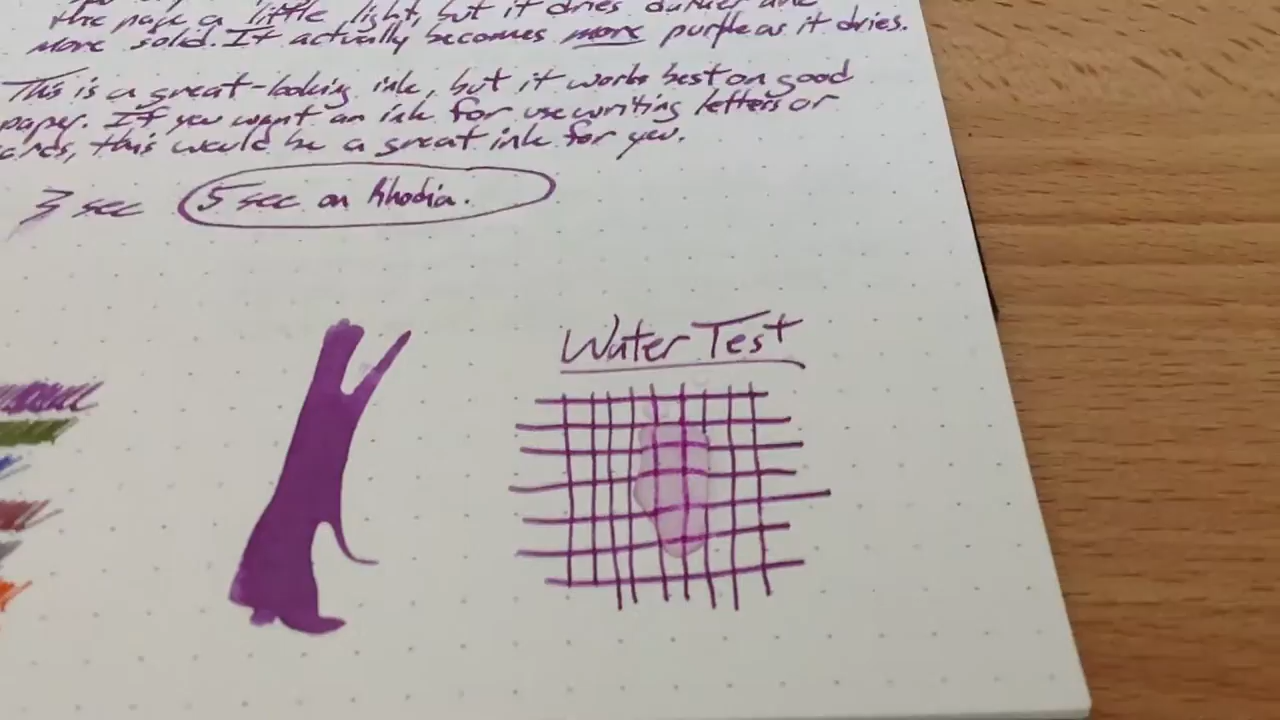 the page a little light, but it dries darker and
more solid. It actually becomes more purple as it dries.
This is a great-looking ink, but it works best on good
paper. If you want an ink for use writing letters or
this would be a great ink for you.
3 sec 5 sec on Rhodia.
Water Test